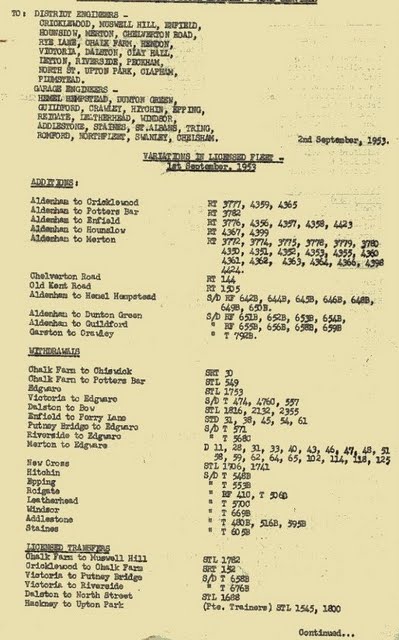 TO: DISTRICT ENGINEERS -
CRICKLEWOOD, MUSWELL HILL, ENFIELD,
HOUNSLOW, MERTON, CHELVERTON ROAD,
RYE LANE, CHALK FARM, HENDON,
VICTORIA, DALSTON, CLAY HALL,
LEYTON, RIVERSIDE, PECKHAM,
NORTH ST. UPTON PARK, CLAPHAM,
PLUMSTEAD.
GARAGE ENGINEERS -
HEMEL HEMPSTEAD, DUNTON GREEN,
GUILDFORD, CRAWLEY, HITCHIN, EPPING,
REIGATE, LEATHERHEAD, WINDSOR,
ADDLESTONE, STAINES, ST.ALBANS, TRING,
ROMFORD, NORTHFLEET, SWANLEY, CHELSHAM.
2nd September, 1953.
VARIATIONS IN LICENSED FLEET -
1st September. 1953
ADDITIONS:
Aldenham to Cricklewood RT 3777, 4359, 4365
Aldenham to Potters Bar RT 3782
Aldenham to Enfield RT 3776, 4356, 4357, 4358, 4423
Aldenham to Hounslow RT 4367, 4399
Aldenham to Merton RT 3772, 3774, 3775, 3778, 3779, 3780
4350, 4351, 4352, 4353, 4355, 4360
4361, 4362, 4363, 4364, 4366, 4398
4424.
Chelverton Road RT 144
Old Kent Road RT 1505
Aldenham to Hemel Hempstead S/D RF 642B, 644B, 645B, 646B, 648B,
649B, 650B.
Aldenham to Dunton Green S/D RF 651B, 652B, 653B, 654B,
Aldenham to Guildford " RF 655B, 656B, 658B, 659B
Garston to Crawley " T 792B.
WITHDRAWALS
Chalk Farm to Chiswick SRT 30
Chalk Farm to Potters Bar STL 549
Edgware STL 1753
Victoria to Edgware S/D T 474, 4760, 557
Dalston to Bow STL 1816, 2132, 2355
Enfield to Forry Lane STD 31, 38, 45, 54, 61
Putney Bridge to Edgware S/D T 571
Riverside to Edgware " T 5680
Merton to Edgware D 11, 28, 31, 33, 40, 43, 46, 47, 48, 51
58, 59, 62, 64, 65, 102, 114, 118, 125
New Cross STL 1706, 1741
Hitchin S/D T 548B
Epping " T 553B
Reigate " RF 410, T 506B
Leatherhead " T 5700
Windsor " T 669B
Addlestone " T 480B, 516B, 595B
Staines " T 605B
LICENSED TRANSFERS
Chalk Farm to Muswell Hill STL 1782
Cricklewood to Chalk Farm SRT 152
Victoria to Putney Bridge S/D T 658B
Victoria to Riverside " T 676B
Dalston to North Street STL 1688
Hackney to Upton Park (Pte. Trainers) STL 1545, 1800
Continued...